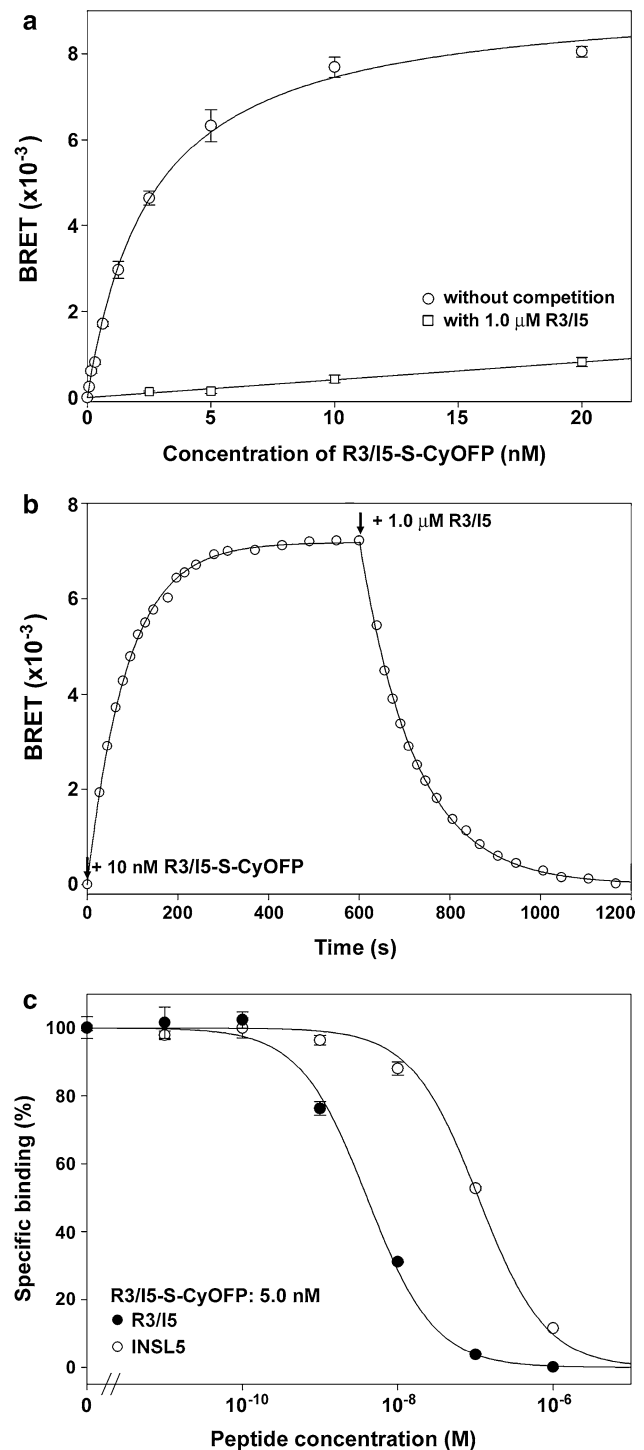 a
BRET (x10⁻³)
8
6
4
2
0
without competition
with 1.0 μM R3/I5
0 5 10 15 20
Concentration of R3/I5-S-CyOFP (nM)
b
BRET (x10⁻³)
8
6
4
2
0
+ 1.0 μM R3/I5
+ 10 nM R3/I5-S-CyOFP
0 200 400 600 800 1000 1200
Time (s)
c
Specific binding (%)
100
80
60
40
20
0
R3/I5-S-CyOFP: 5.0 nM
R3/I5
INSL5
0 10⁻¹⁰ 10⁻⁸ 10⁻⁶
Peptide concentration (M)